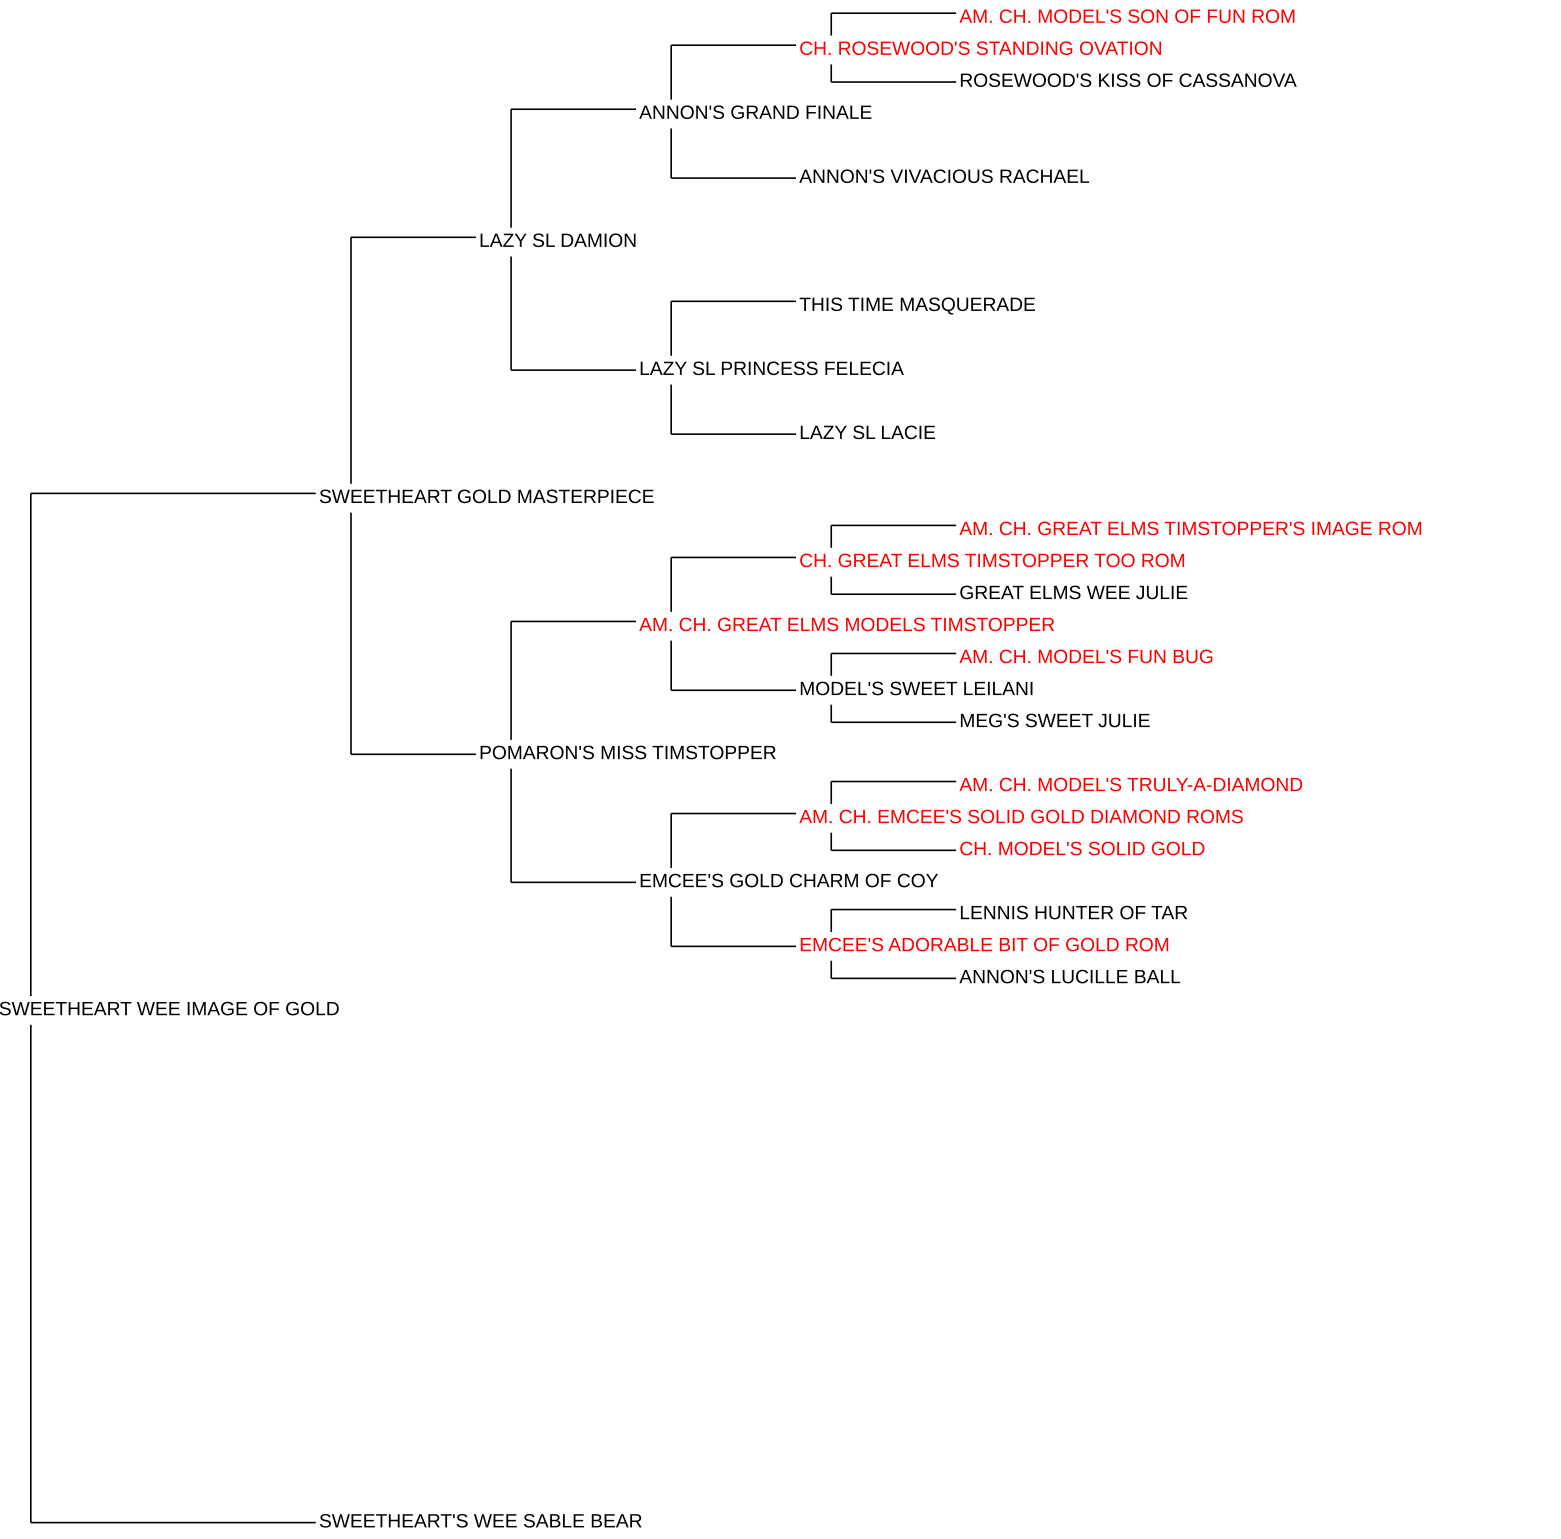 AM. CH. MODEL'S SON OF FUN ROM
CH. ROSEWOOD'S STANDING OVATION
ROSEWOOD'S KISS OF CASSANOVA
ANNON'S GRAND FINALE
ANNON'S VIVACIOUS RACHAEL
LAZY SL DAMION
THIS TIME MASQUERADE
LAZY SL PRINCESS FELECIA
LAZY SL LACIE
SWEETHEART GOLD MASTERPIECE
AM. CH. GREAT ELMS TIMSTOPPER'S IMAGE ROM
CH. GREAT ELMS TIMSTOPPER TOO ROM
GREAT ELMS WEE JULIE
AM. CH. GREAT ELMS MODELS TIMSTOPPER
AM. CH. MODEL'S FUN BUG
MODEL'S SWEET LEILANI
MEG'S SWEET JULIE
POMARON'S MISS TIMSTOPPER
AM. CH. MODEL'S TRULY-A-DIAMOND
AM. CH. EMCEE'S SOLID GOLD DIAMOND ROMS
CH. MODEL'S SOLID GOLD
EMCEE'S GOLD CHARM OF COY
LENNIS HUNTER OF TAR
EMCEE'S ADORABLE BIT OF GOLD ROM
ANNON'S LUCILLE BALL
SWEETHEART WEE IMAGE OF GOLD
SWEETHEART'S WEE SABLE BEAR